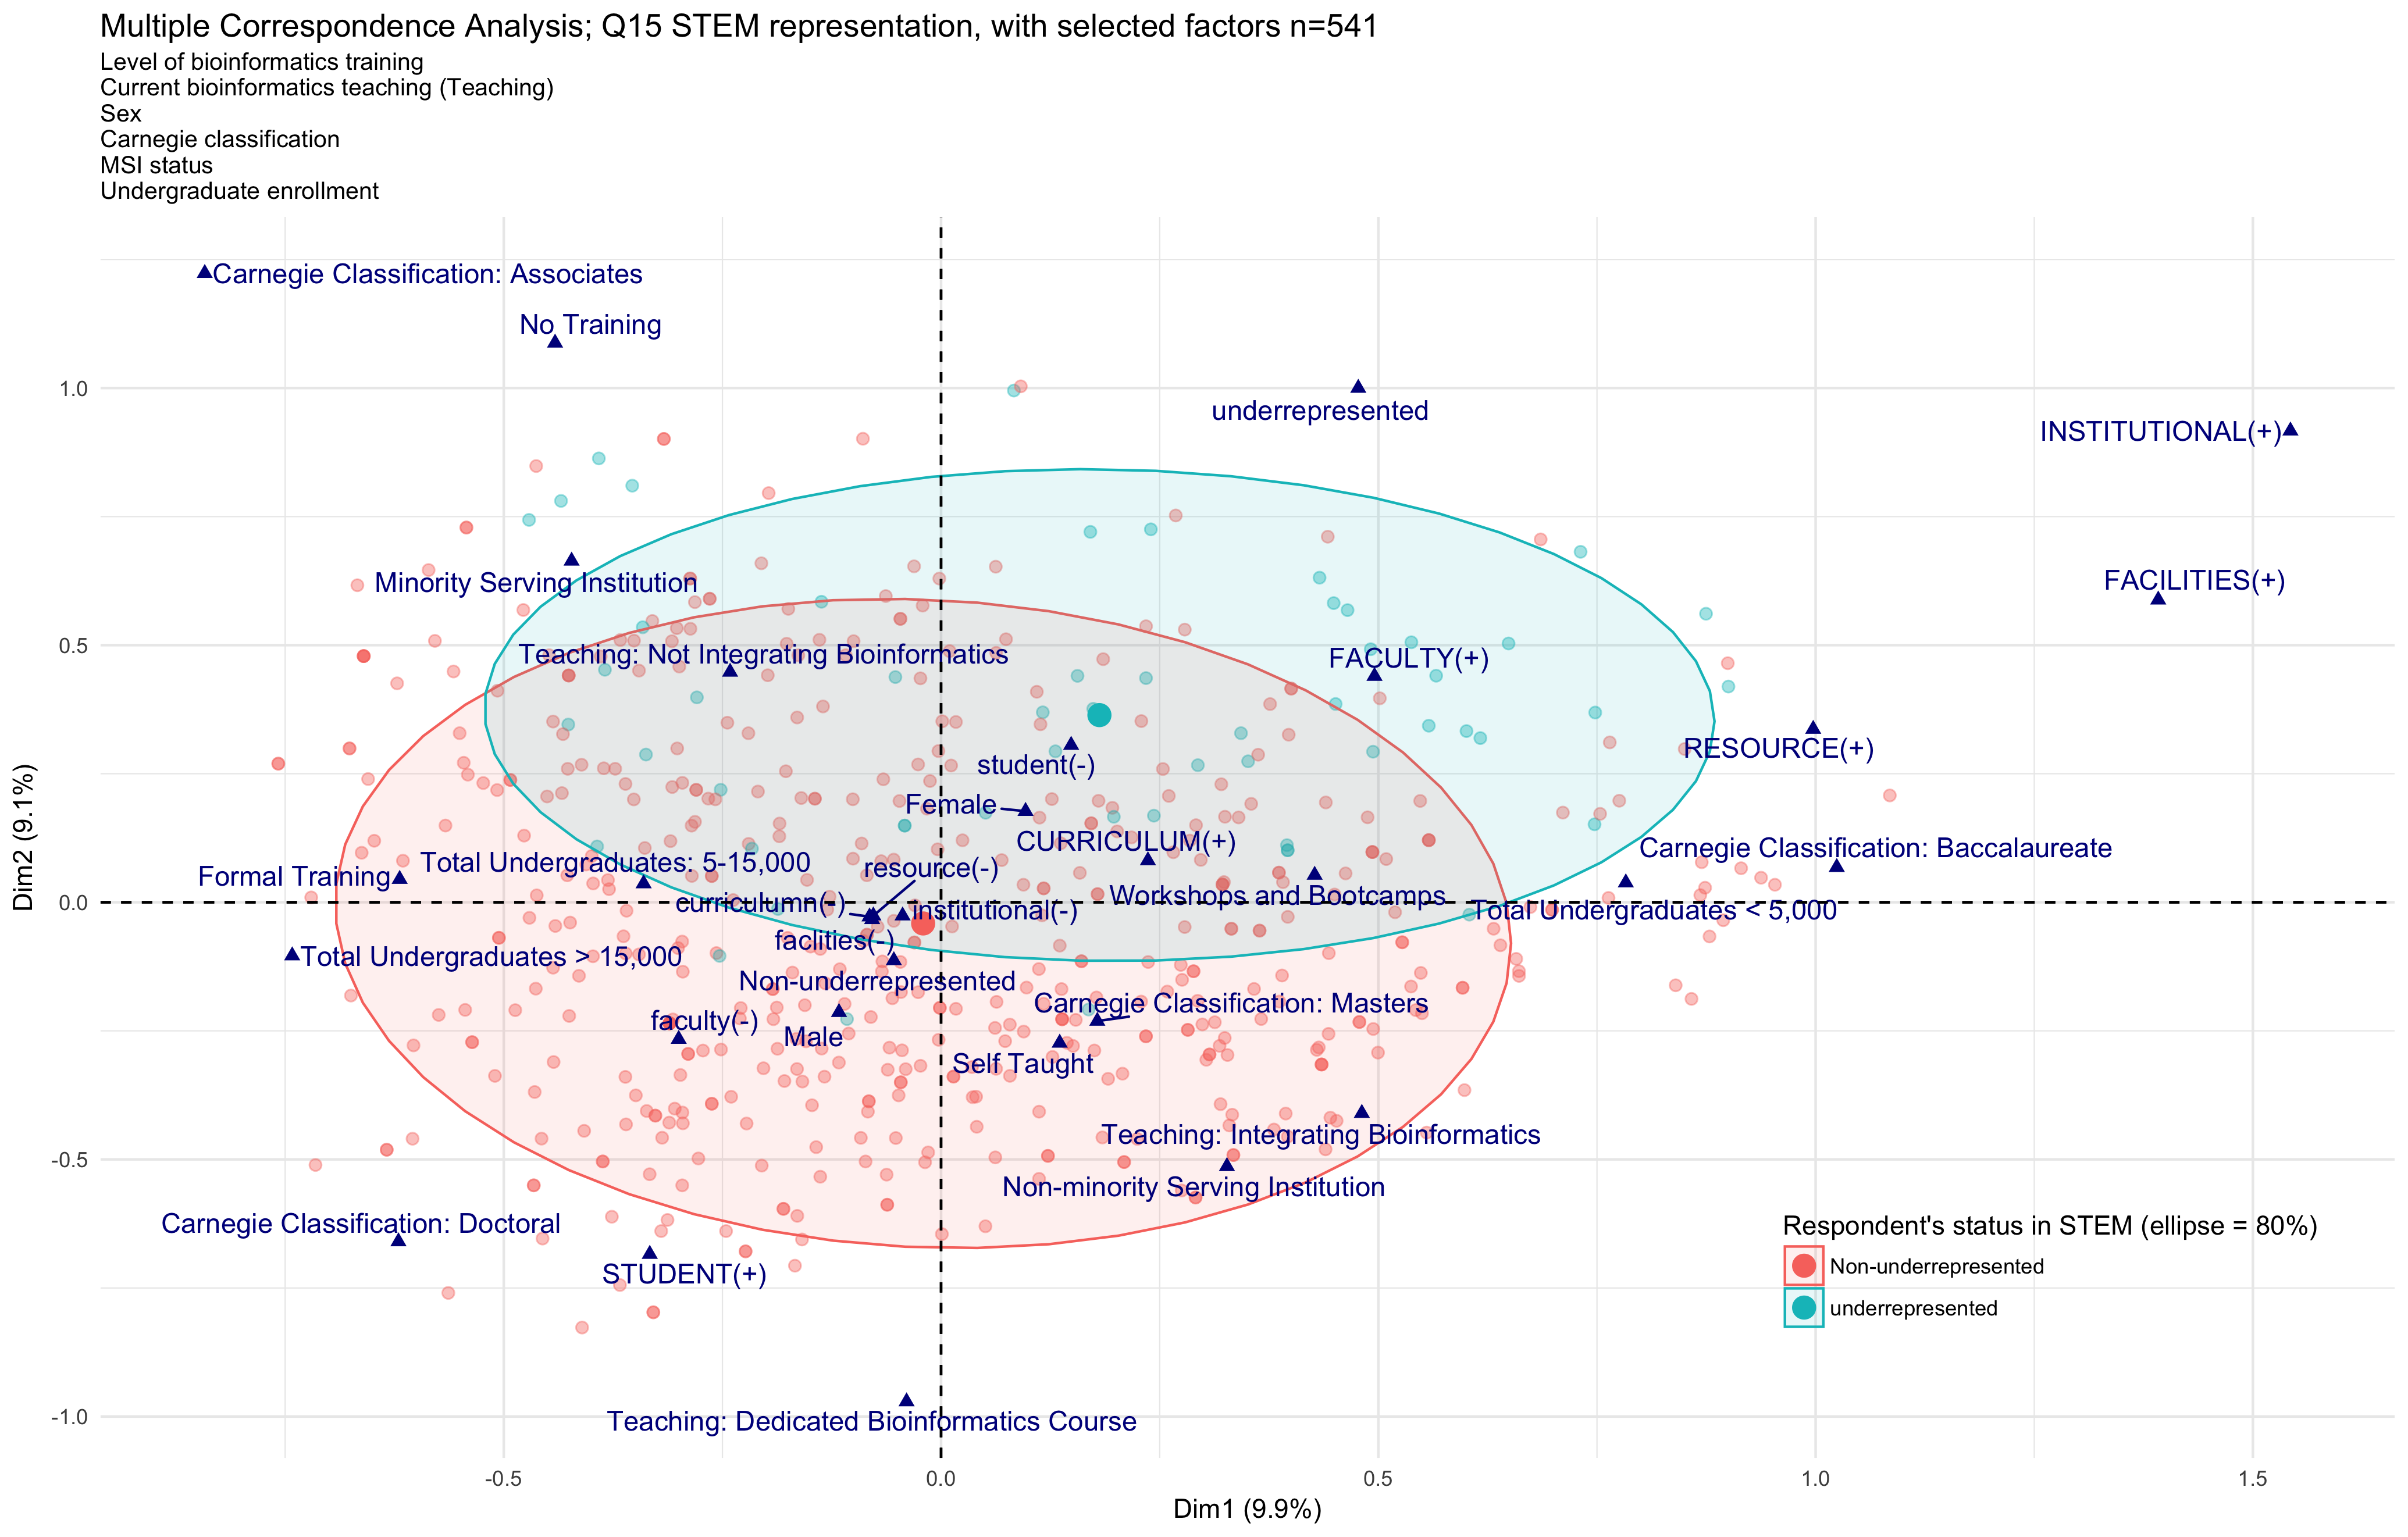 Multiple Correspondence Analysis; Q15 STEM representation, with selected factors n=541
Level of bioinformatics training
Current bioinformatics teaching (Teaching)
Sex
Carnegie classification
MSI status
Undergraduate enrollment
Carnegie Classification: Associates
No Training
1.0
underrepresented
INSTITUTIONAL(+)
Minority Serving Institution
FACILITIES(+)
0.5
Teaching: Not Integrating Bioinformatics
FACULTY(+)
RESOURCE(+)
student(-)
Female
CURRICULUM(+)
Carnegie Classification: Baccalaureate
Total Undergraduates: 5-15,000
resource(-)
Formal Training
Workshops and Bootcamps
0.0
curriculumn(-)
institutional(-)
Total Undergraduates < 5,000
faclities(-)
Total Undergraduates > 15,000
Non-underrepresented
Carnegie Classification: Masters
faculty(-)
Male
Self Taught
Teaching: Integrating Bioinformatics
-0.5
Non-minority Serving Institution
Carnegie Classification: Doctoral
STUDENT(+)
Respondent's status in STEM (ellipse = 80%)
Non-underrepresented
underrepresented
-1.0
Teaching: Dedicated Bioinformatics Course
-0.5
0.0
0.5
1.0
1.5
Dim1 (9.9%)
Dim2 (9.1%)